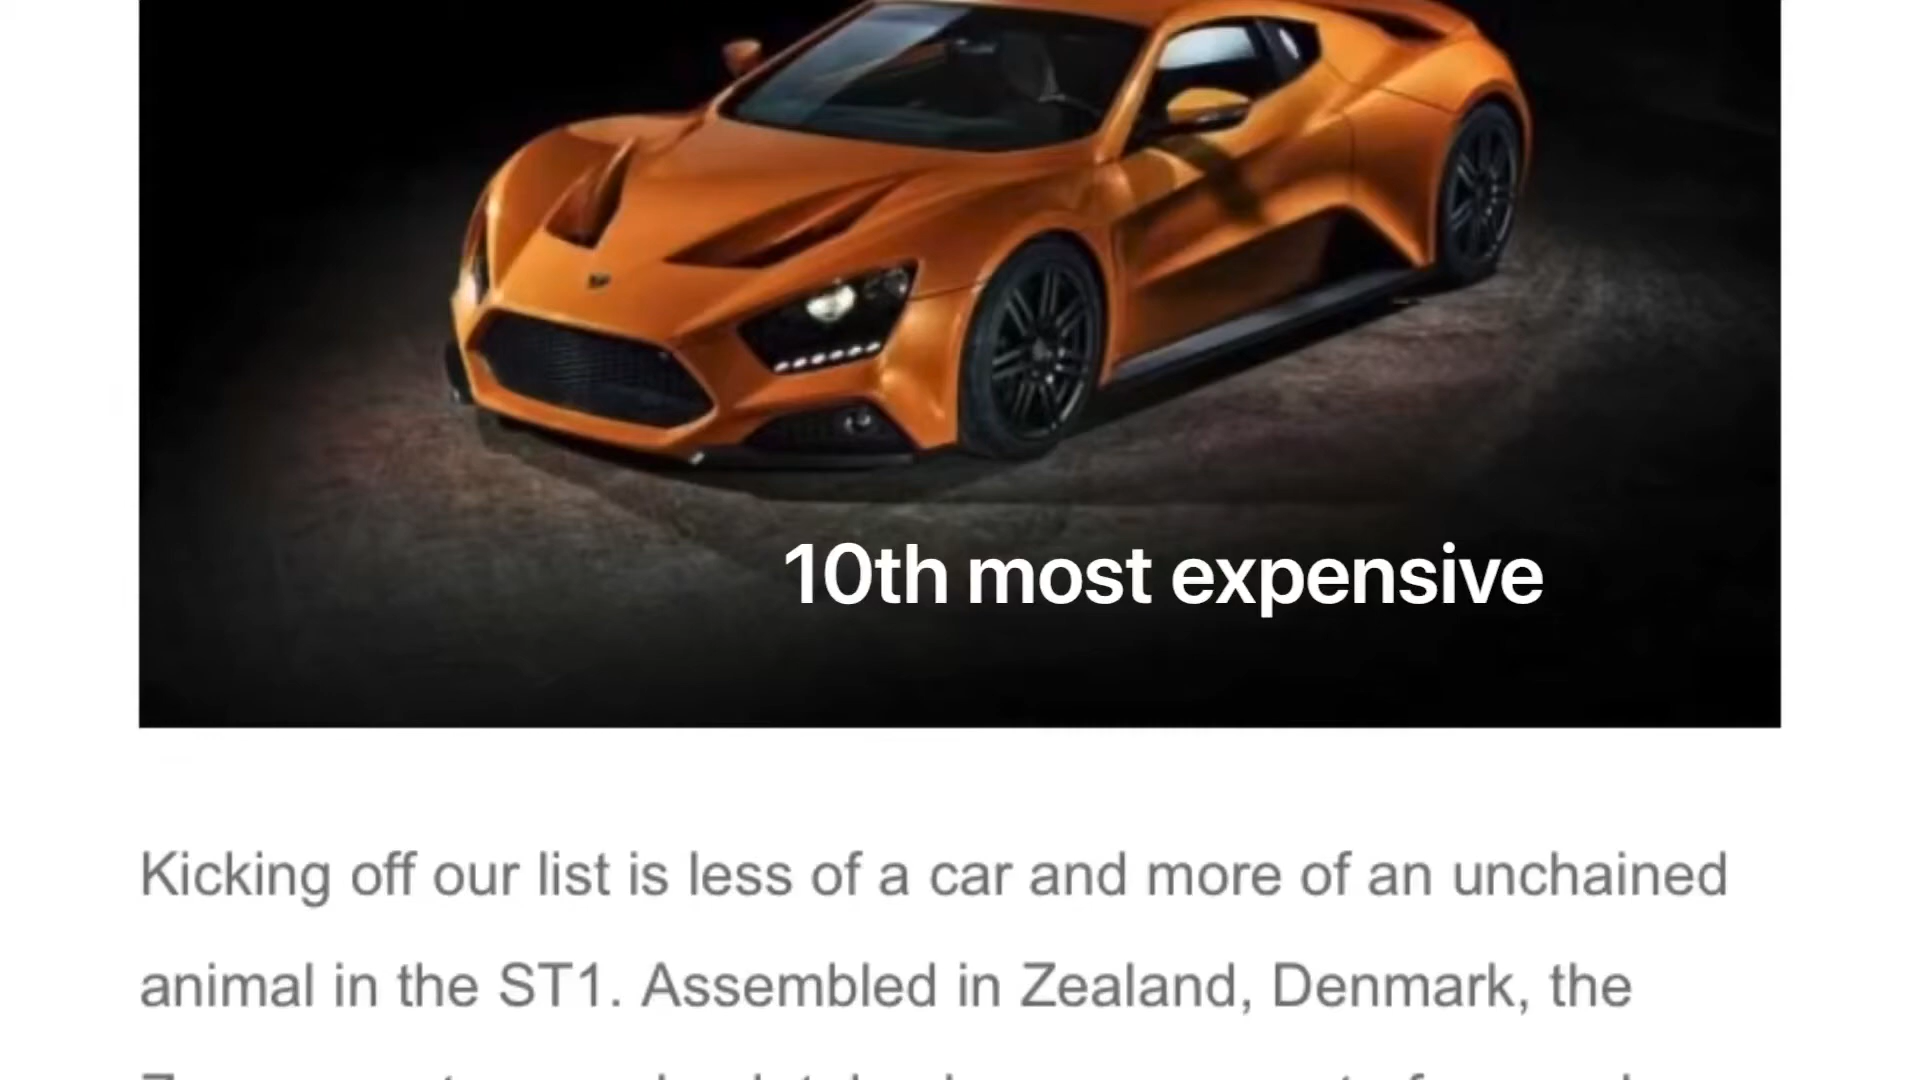 10th most expensive
Kicking off our list is less of a car and more of an unchained
animal in the ST1. Assembled in Zealand, Denmark, the